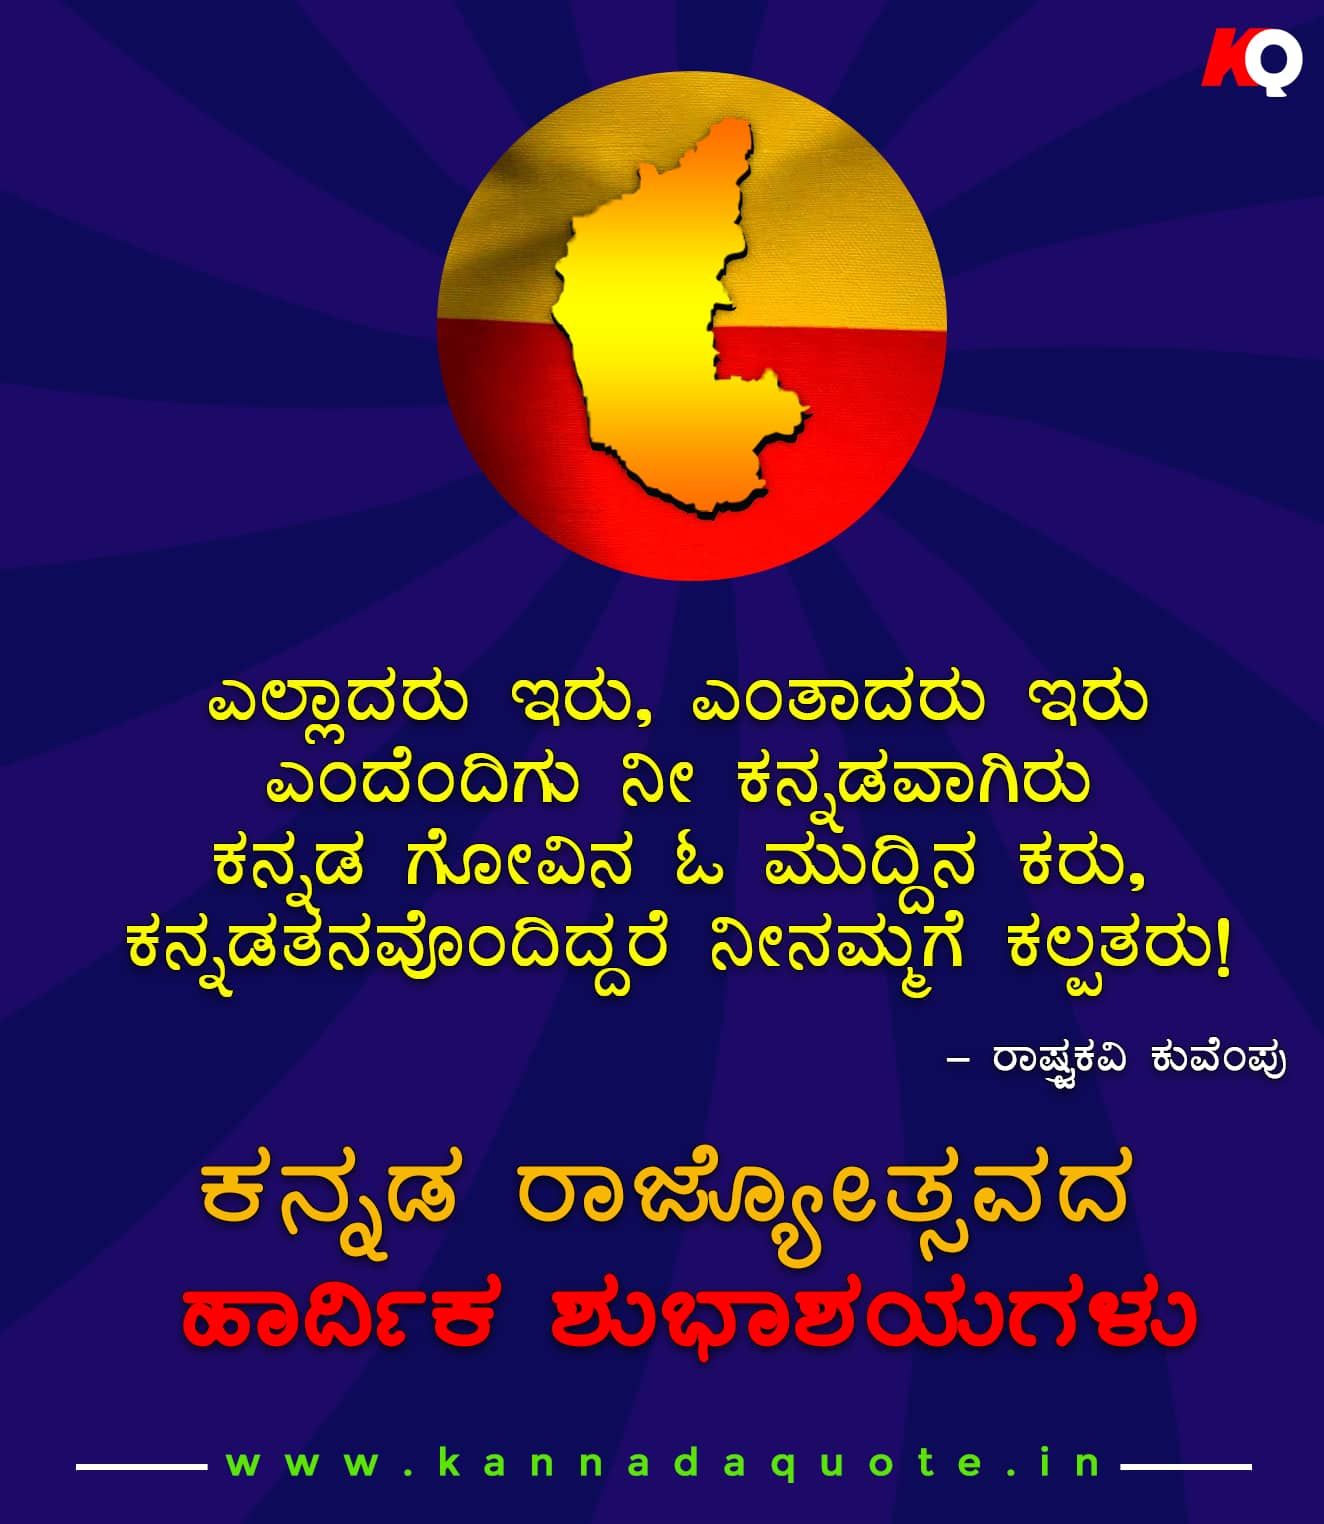 KQ
ಎಲ್ಲಾದರು ಇರು, ಎಂತಾದರು ಇರು
ಎಂದೆಂದಿಗು ನೀ ಕನ್ನಡವಾಗಿರು
ಕನ್ನಡ ಗೋವಿನ ಓ ಮುದ್ದಿನ ಕರು,
ಕನ್ನಡತನವೊಂದಿದ್ದರೆ ನೀನಮ್ಮಗೆ ಕಲ್ಪತರು!
– ರಾಷ್ಟ್ರಕವಿ ಕುವೆಂಪು
ಕನ್ನಡ ರಾಜ್ಯೋತ್ಸವದ
ಹಾರ್ದಿಕ ಶುಭಾಶಯಗಳು
www.kannadaquote.in